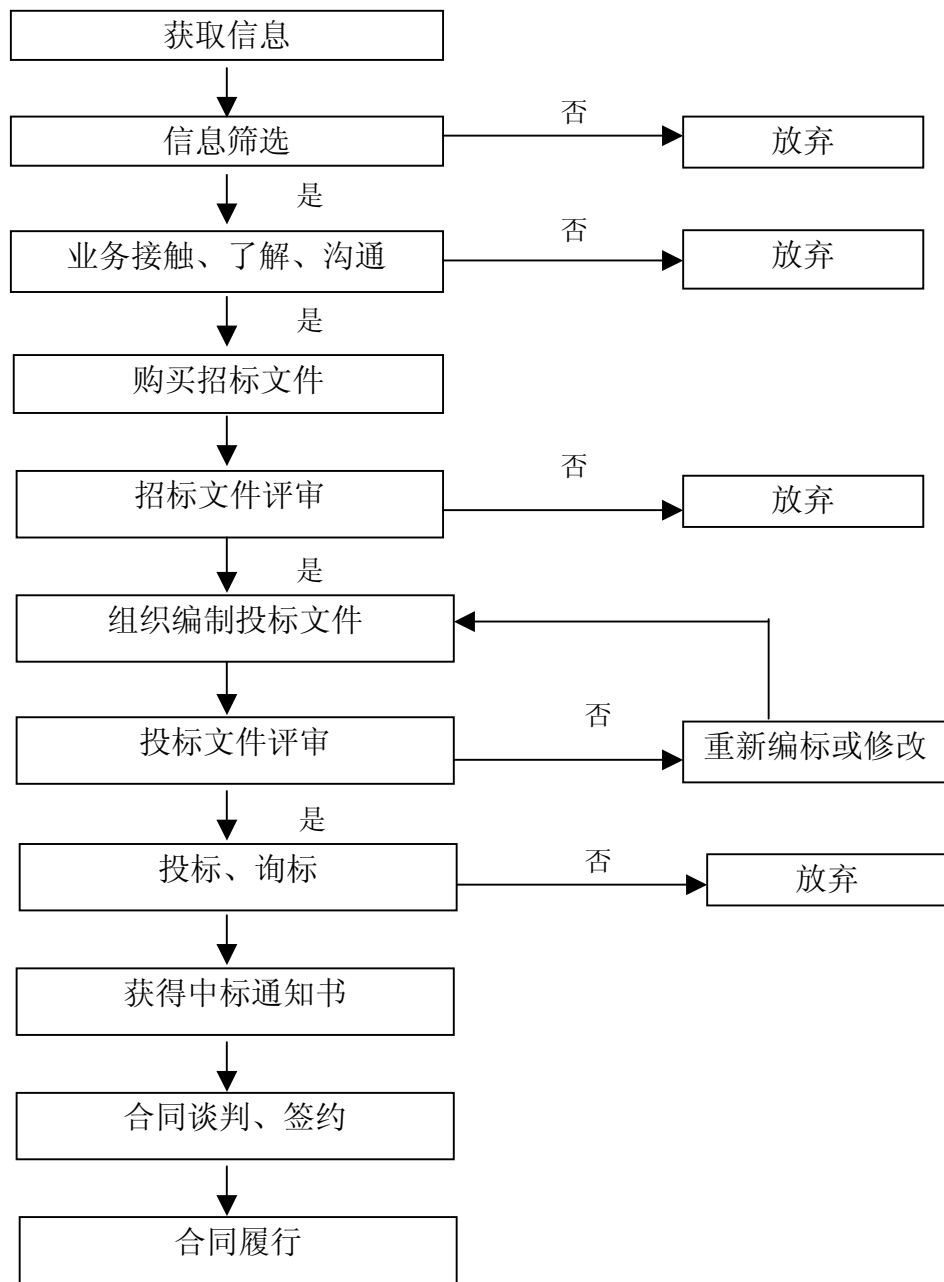 获取信息
否
信息筛选
放弃
是
否
业务接触、了解、沟通
放弃
是
购买招标文件
否
招标文件评审
放弃
是
组织编制投标文件
否
投标文件评审
重新编标或修改
是
否
投标、询标
放弃
获得中标通知书
合同谈判、签约
合同履行